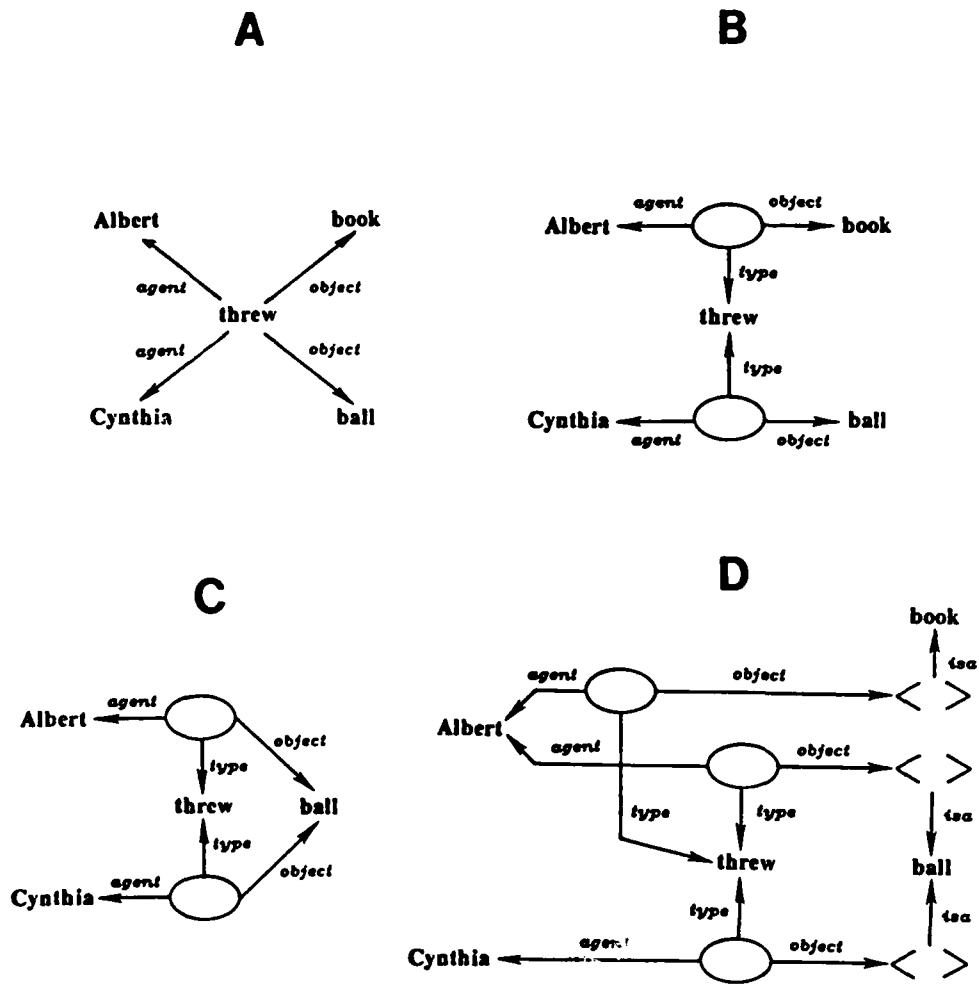 A
B
Albert
book
agent
object
threw
agent
object
Cynthia
ball
agent
object
Albert
book
type
threw
type
Cynthia
ball
agent
object
C
D
agent
Albert
object
type
threw
ball
type
agent
object
Cynthia
book
isa
agent
object
< >
Albert
agent
object
< >
type
type
isa
threw
ball
type
isa
agent
object
Cynthia
< >